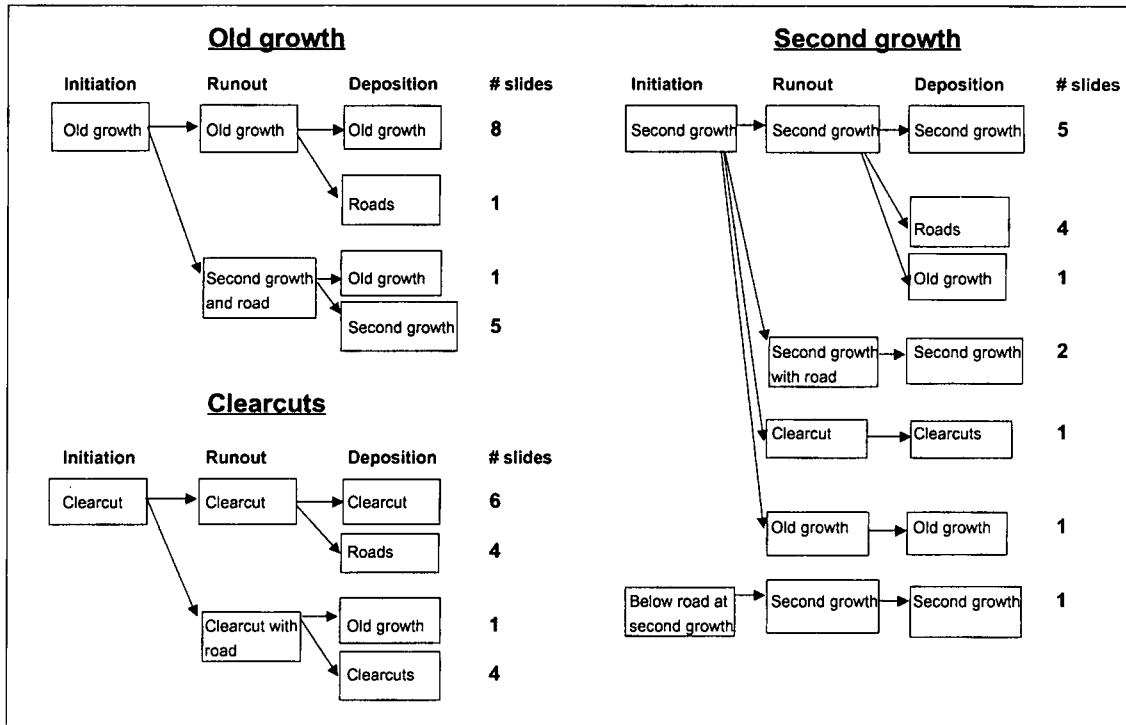 Old growth
Initiation Runout Deposition # slides
Old growth Old growth Old growth 8
Roads 1
Second growth
and road
Old growth 1
Second growth 5
Clearcuts
Initiation Runout Deposition # slides
Clearcut Clearcut Clearcut 6
Roads 4
Clearcut with
road
Old growth 1
Clearcuts 4
Second growth
Initiation Runout Deposition # slides
Second growth Second growth Second growth 5
Roads 4
Old growth 1
Second growth
with road
Second growth 2
Clearcut Clearcuts 1
Old growth Old growth 1
Below road at
second growth
Second growth Second growth 1